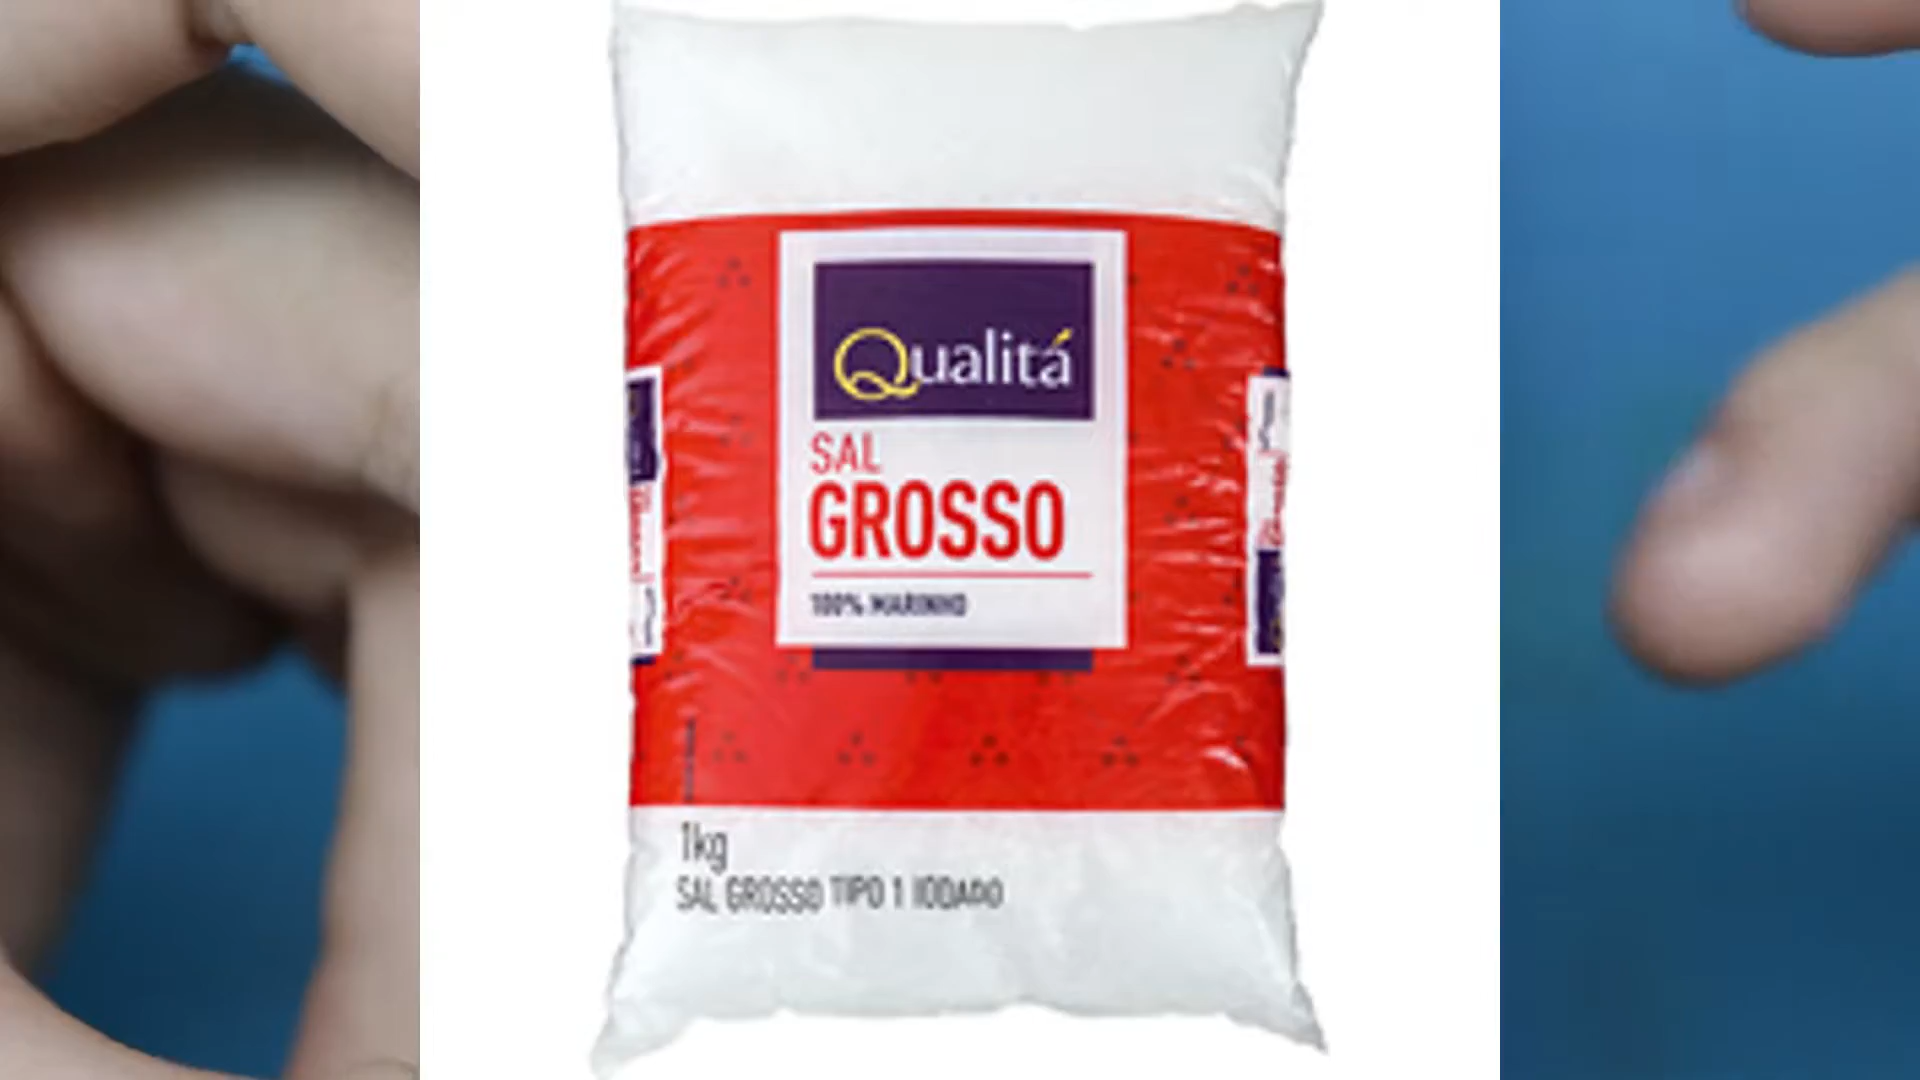 Qualitá
SAL
GROSSO
100% MARINHO
1kg
SAL GROSSO TIPO 1 IODADO